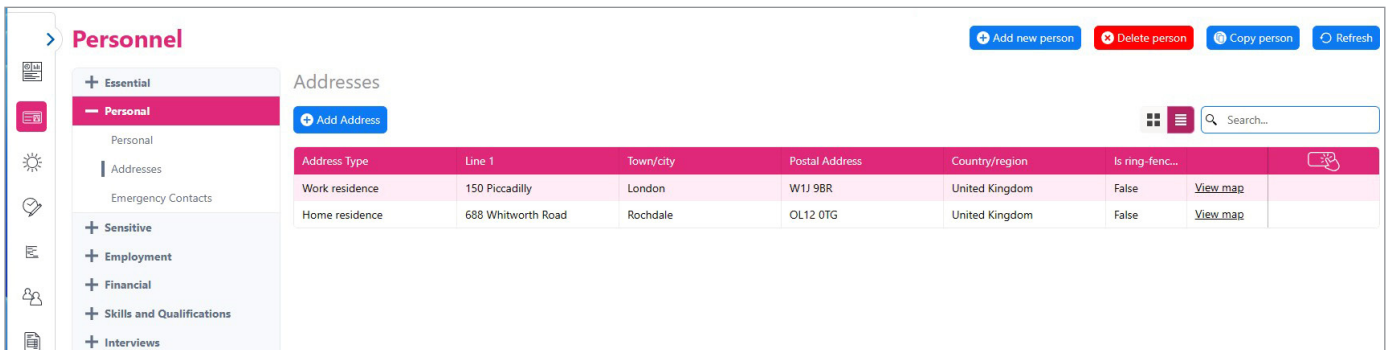 Personnel
Add new person Delete person Copy person Refresh
Essential
Personal
Personal
Addresses
Emergency Contacts
Sensitive
Employment
Financial
Skills and Qualifications
Interviews
Addresses
Add Address
Search...
Address Type Line 1 Town/city Postal Address Country/region Is ring-fenc...
Work residence 150 Piccadilly London W1J 9BR United Kingdom False View map
Home residence 688 Whitworth Road Rochdale OL12 0TG United Kingdom False View map